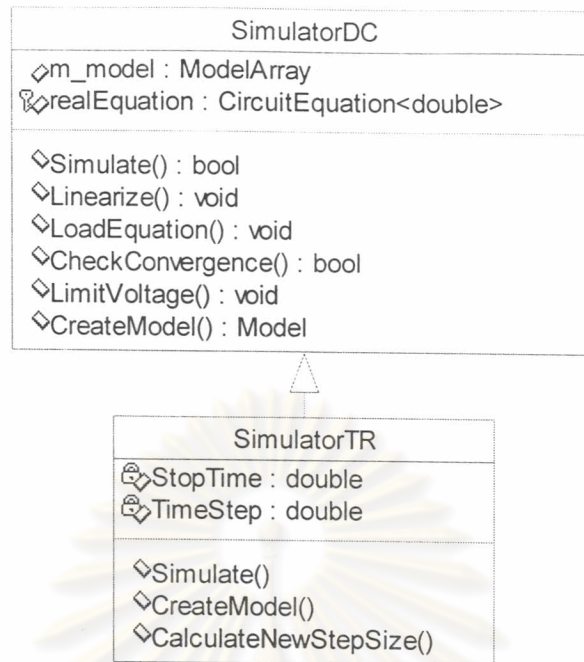 SimulatorDC
m_model : ModelArray
realEquation : CircuitEquation<double>
Simulate() : bool
Linearize() : void
LoadEquation() : void
CheckConvergence() : bool
LimitVoltage() : void
CreateModel() : Model
SimulatorTR
StopTime : double
TimeStep : double
Simulate()
CreateModel()
CalculateNewStepSize()